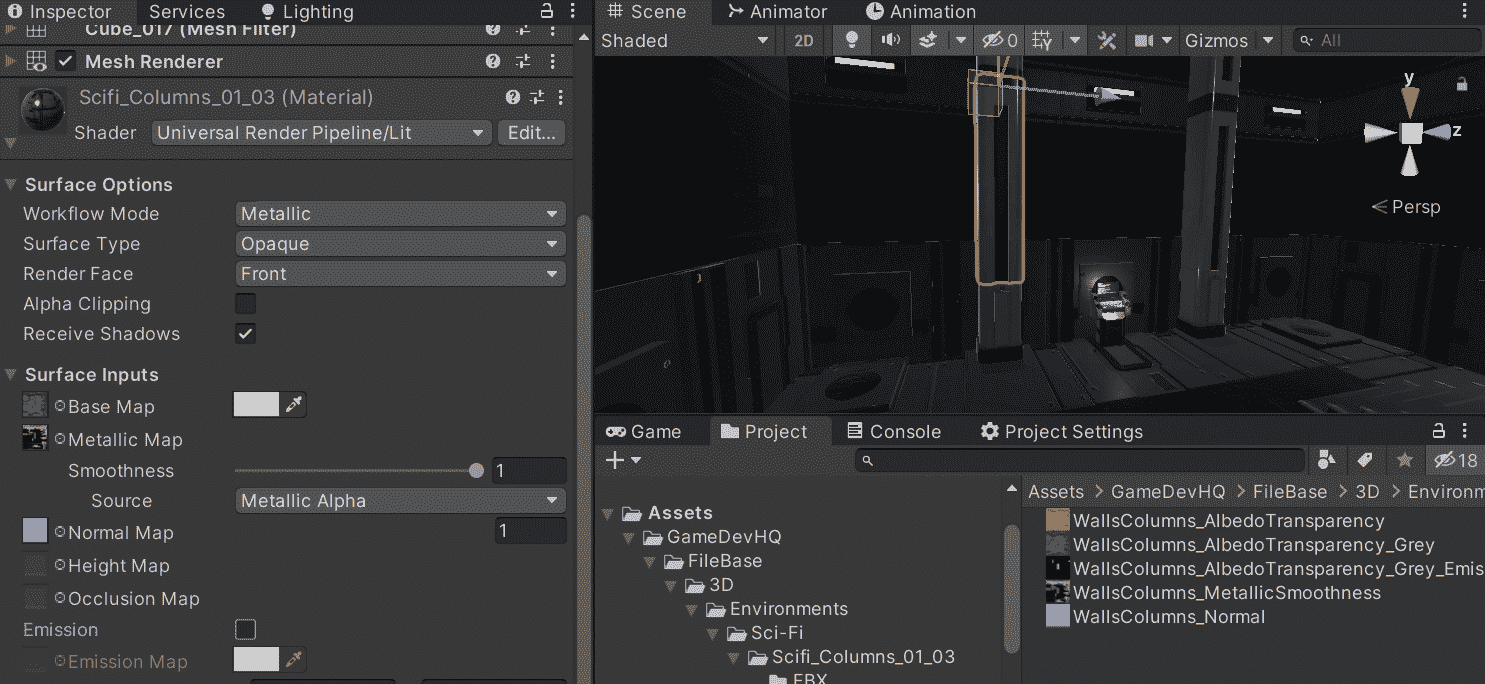 Inspector Services Lighting
Cube_017 (Mesh Filter)
Mesh Renderer
Scifi_Columns_01_03 (Material)
Shader Universal Render Pipeline/Lit Edit...
Surface Options
Workflow Mode Metallic
Surface Type Opaque
Render Face Front
Alpha Clipping
Receive Shadows
Surface Inputs
Base Map
Metallic Map
Smoothness 1
Source Metallic Alpha
Normal Map 1
Height Map
Occlusion Map
Emission
Emission Map
Scene Animator Animation
Shaded 2D 0 Gizmos All
y
z
Persp
Game Project Console Project Settings
18
Assets
GameDevHQ
FileBase
3D
Environments
Sci-Fi
Scifi_Columns_01_03
FBX
Assets > GameDevHQ > FileBase > 3D > Environm
WallsColumns_AlbedoTransparency
WallsColumns_AlbedoTransparency_Grey
WallsColumns_AlbedoTransparency_Grey_Emis
WallsColumns_MetallicSmoothness
WallsColumns_Normal